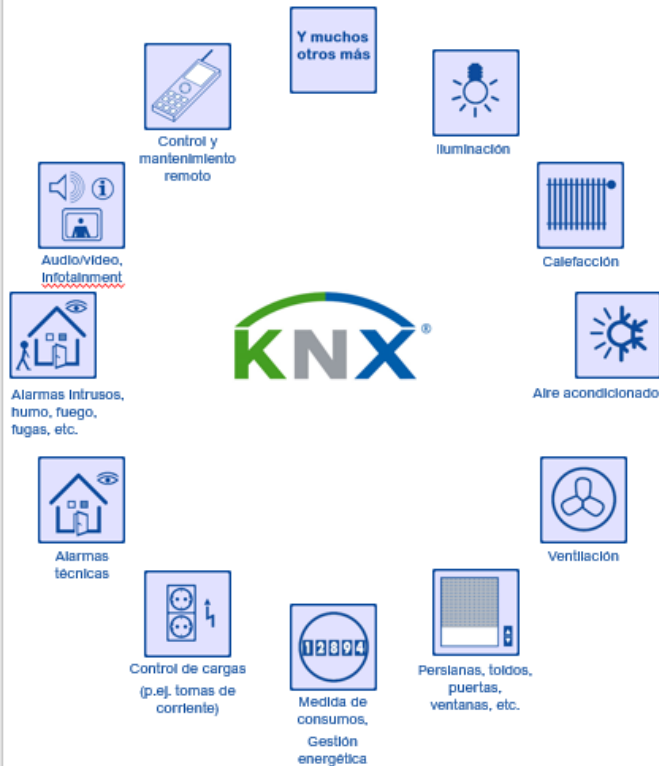 Y muchos
otros más
Iluminación
Calefacción
Aire acondicionado
Ventilación
Persianas, toldos,
puertas,
ventanas, etc.
12894
Medida de
consumos,
Gestión
energética
Control de cargas
(p.ej. tomas de
corriente)
Alarmas
técnicas
Alarmas intrusos,
humo, fuego,
fugas, etc.
i
Audio/video,
Infotainment
Control y
mantenimiento
remoto
KNX®